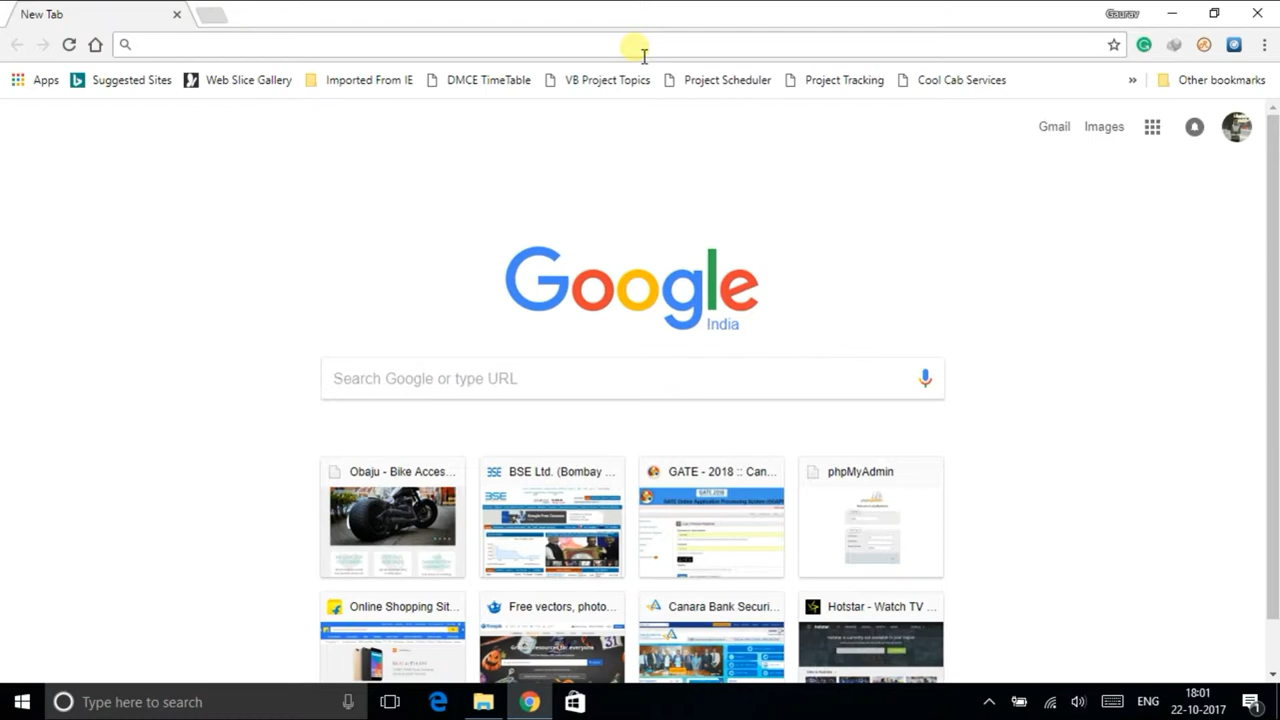 New Tab
Gaurav
Apps
Suggested Sites
Web Slice Gallery
Imported From IE
DMCE TimeTable
VB Project Topics
Project Scheduler
Project Tracking
Cool Cab Services
»
Other bookmarks
Gmail
Images
Google
India
Search Google or type URL
Obaju - Bike Acces...
BSE Ltd. (Bombay ...
GATE - 2018 :: Can...
phpMyAdmin
Online Shopping Sit...
Free vectors, photo...
Canara Bank Securi...
Hotstar - Watch TV ...
Type here to search
ENG
18:01
22-10-2017
1